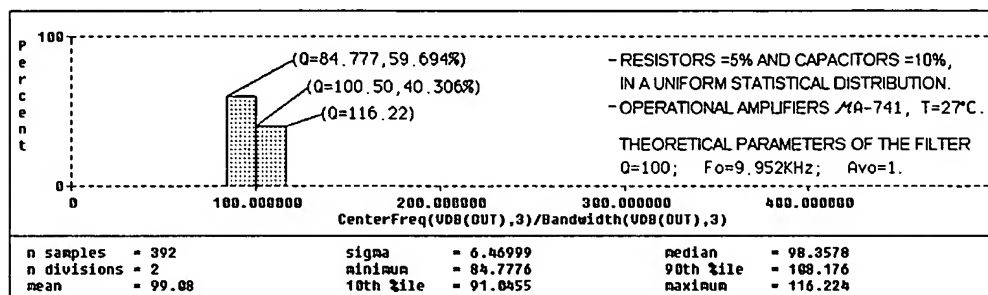 Percent
100
0
(Q=84.777,59.694%)
(Q=100.50,40.306%)
(Q=116.22)
-RESISTORS =5% AND CAPACITORS =10%,
IN A UNIFORM STATISTICAL DISTRIBUTION.
-OPERATIONAL AMPLIFIERS µA-741, T=27°C.
THEORETICAL PARAMETERS OF THE FILTER
Q=100; Fo=9.952KHz; Avo=1.
0 100.000000 200.000000 300.000000 400.000000
CenterFreq(VDB(OUT),3)/Bandwidth(VDB(OUT),3)
n samples = 392 sigma = 6.46999 median = 98.3578
n divisions = 2 minimum = 84.7776 90th %ile = 108.176
mean = 99.08 10th %ile = 91.0455 maximum = 116.224